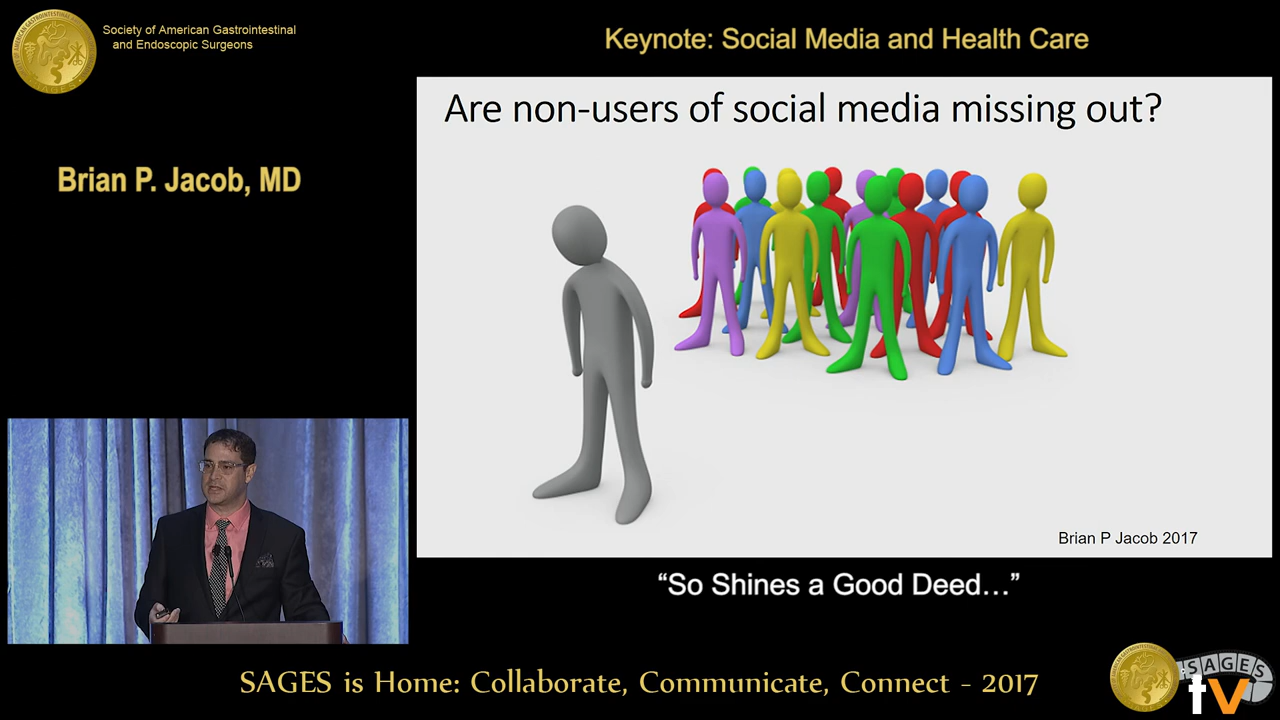 Society of American Gastrointestinal
and Endoscopic Surgeons
Keynote: Social Media and Health Care
Brian P. Jacob, MD
Are non-users of social media missing out?
Brian P Jacob 2017
“So Shines a Good Deed…”
SAGES is Home: Collaborate, Communicate, Connect - 2017
SAGES
tv